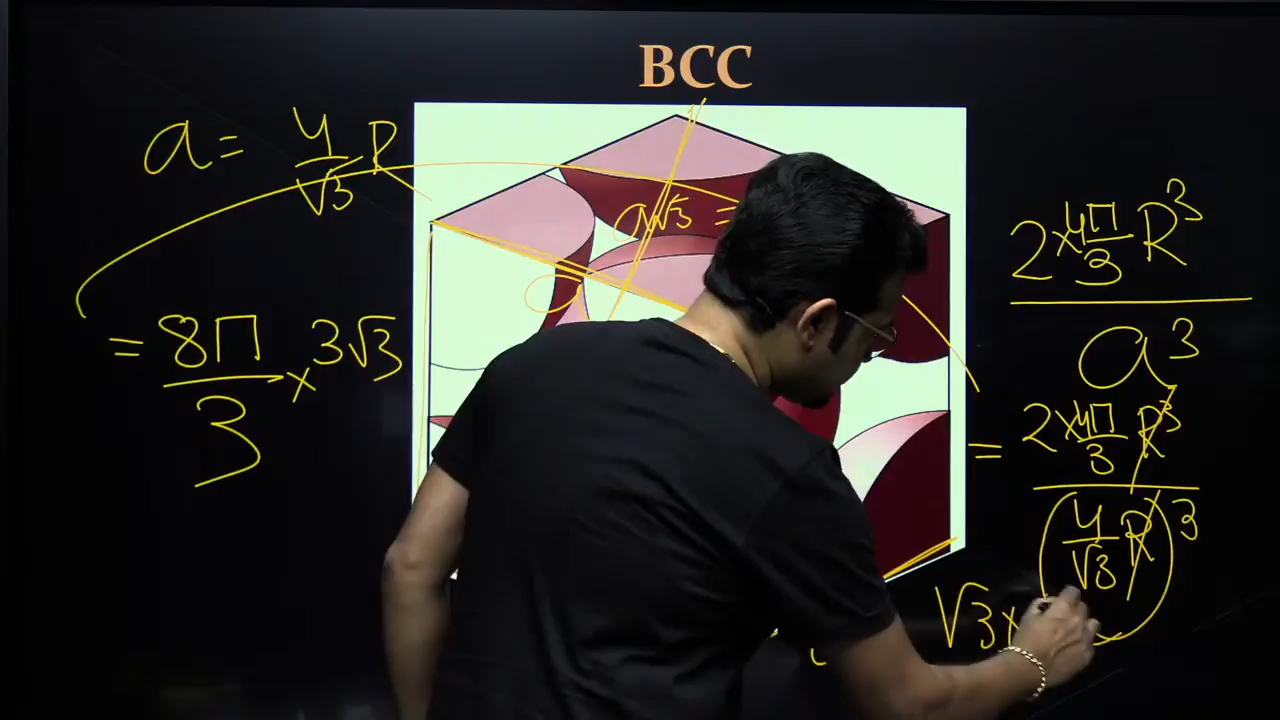 BCC
a = 4/√3 R
a√3 =
a
= 8π/3 × 3√3
2 × 4π/3 R³
a³
= 2 × 4π/3 R³
(4/√3 R)³
√3 ×